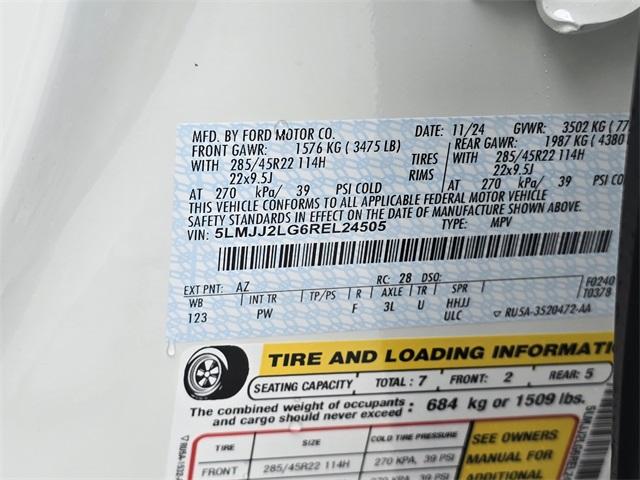 MFD. BY FORD MOTOR CO. DATE: 11/24 GVWR: 3502 KG (77
FRONT GAWR: 1576 KG (3475 LB) REAR GAWR: 1987 KG (4380
WITH 285/45R22 114H TIRES WITH 285/45R22 114H
22x9.5J RIMS 22x9.5J
AT 270 kPa/ 39 PSI COLD AT 270 kPa/ 39 PSI CO
THIS VEHICLE CONFORMS TO ALL APPLICABLE FEDERAL MOTOR VEHICLE
SAFETY STANDARDS IN EFFECT ON THE DATE OF MANUFACTURE SHOWN ABOVE.
VIN: 5LMJJ2LG6REL24505 TYPE: MPV
EXT PNT: AZ RC: 28 DSO: F0240
WB INT TR TP/PS R AXLE TR SPR T0378
123 PW F 3L U HHJJ
ULC ▽ RU5A-3520472-AA
TIRE AND LOADING INFORMATI
SEATING CAPACITY TOTAL : 7 FRONT: 2 REAR: 5
The combined weight of occupants and cargo should never exceed : 684 kg or 1509 lbs.
TIRE SIZE COLD TIRE PRESSURE SEE OWNERS
FRONT 285/45R22 114H 270 KPA, 39 PSI MANUAL FOR
ADDITIONAL